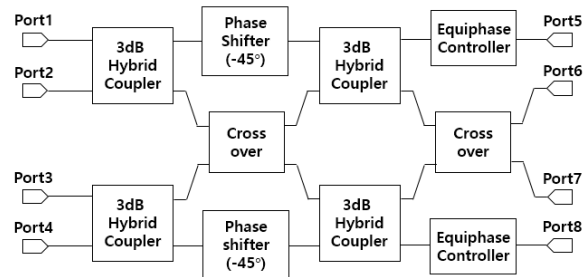 Port1
3dB
Hybrid
Coupler
Phase
Shifter
(-45°)
3dB
Hybrid
Coupler
Equiphase
Controller
Port5
Port2
Port6
Cross
over
Cross
over
Port3
Port7
3dB
Hybrid
Coupler
Phase
shifter
(-45°)
3dB
Hybrid
Coupler
Equiphase
Controller
Port4
Port8